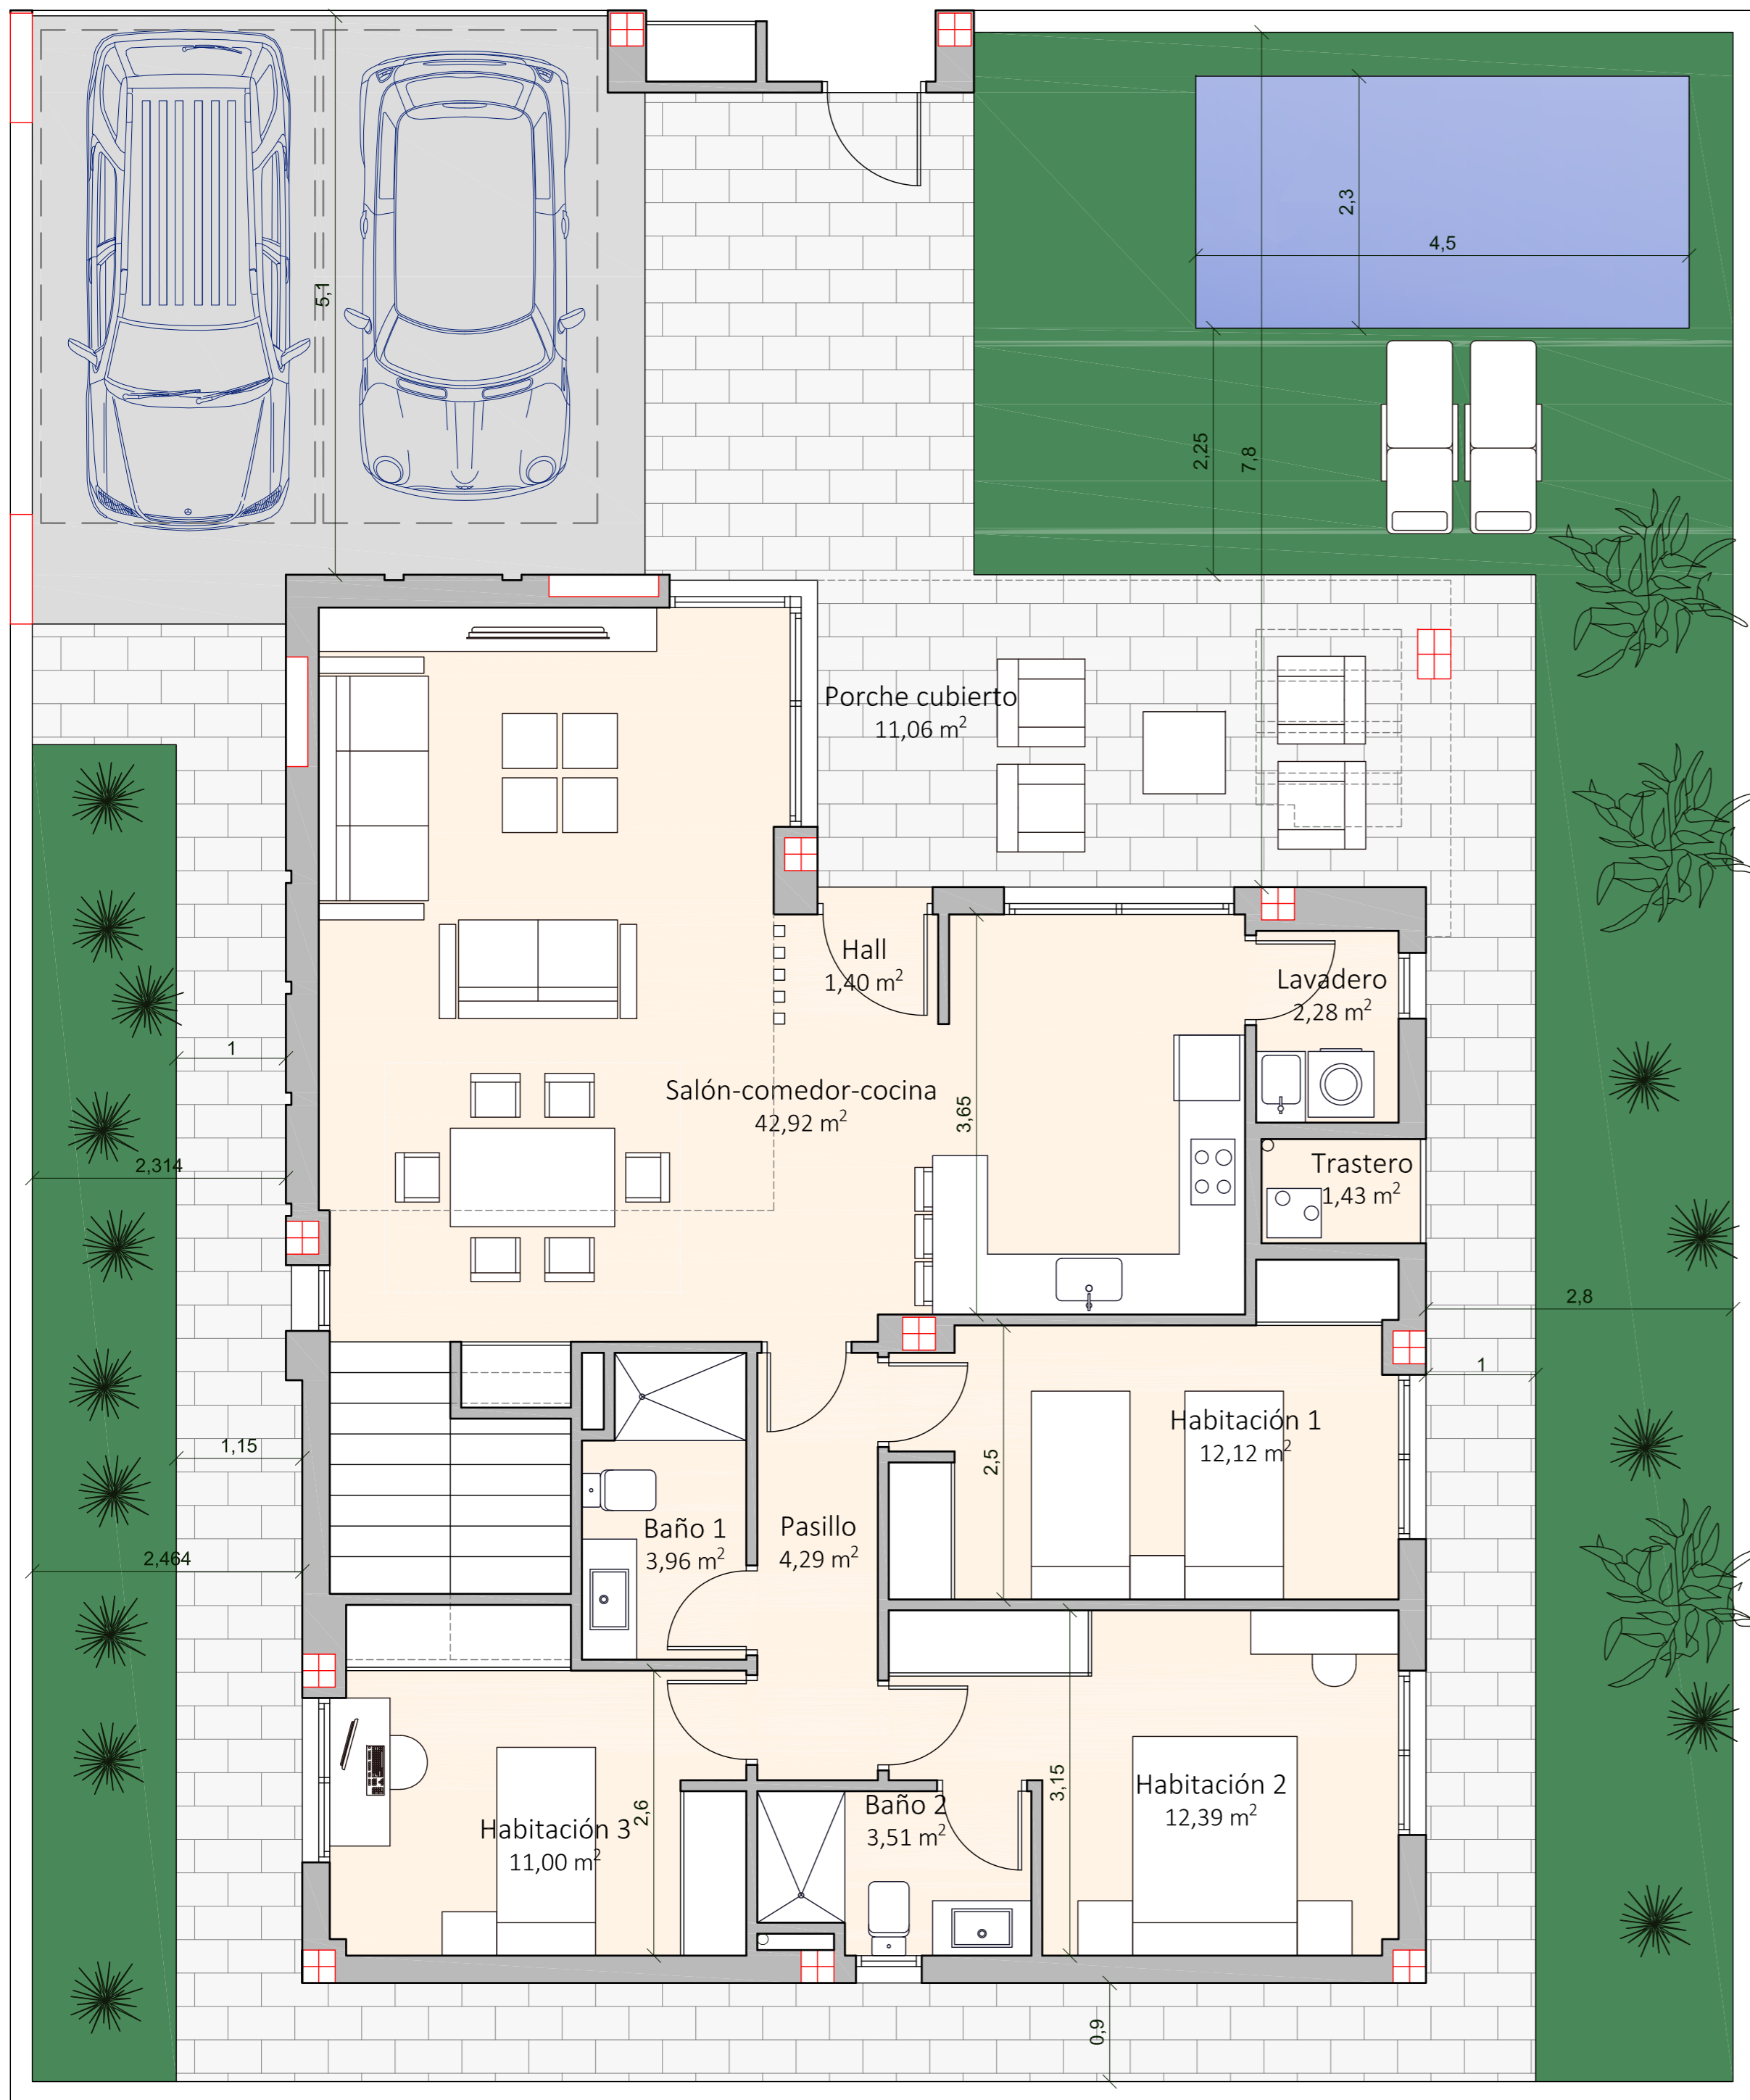 5,1
2,3
4,5
2,25
7,8
Porche cubierto
11,06 m²
Hall
1,40 m²
Lavadero
2,28 m²
1
Salón-comedor-cocina
42,92 m²
3,65
2,314
Trastero
1,43 m²
2,8
1
Habitación 1
12,12 m²
1,15
2,5
Baño 1
3,96 m²
Pasillo
4,29 m²
2,464
Habitación 2
12,39 m²
3,15
Baño 2
3,51 m²
Habitación 3
11,00 m²
2,6
0,9